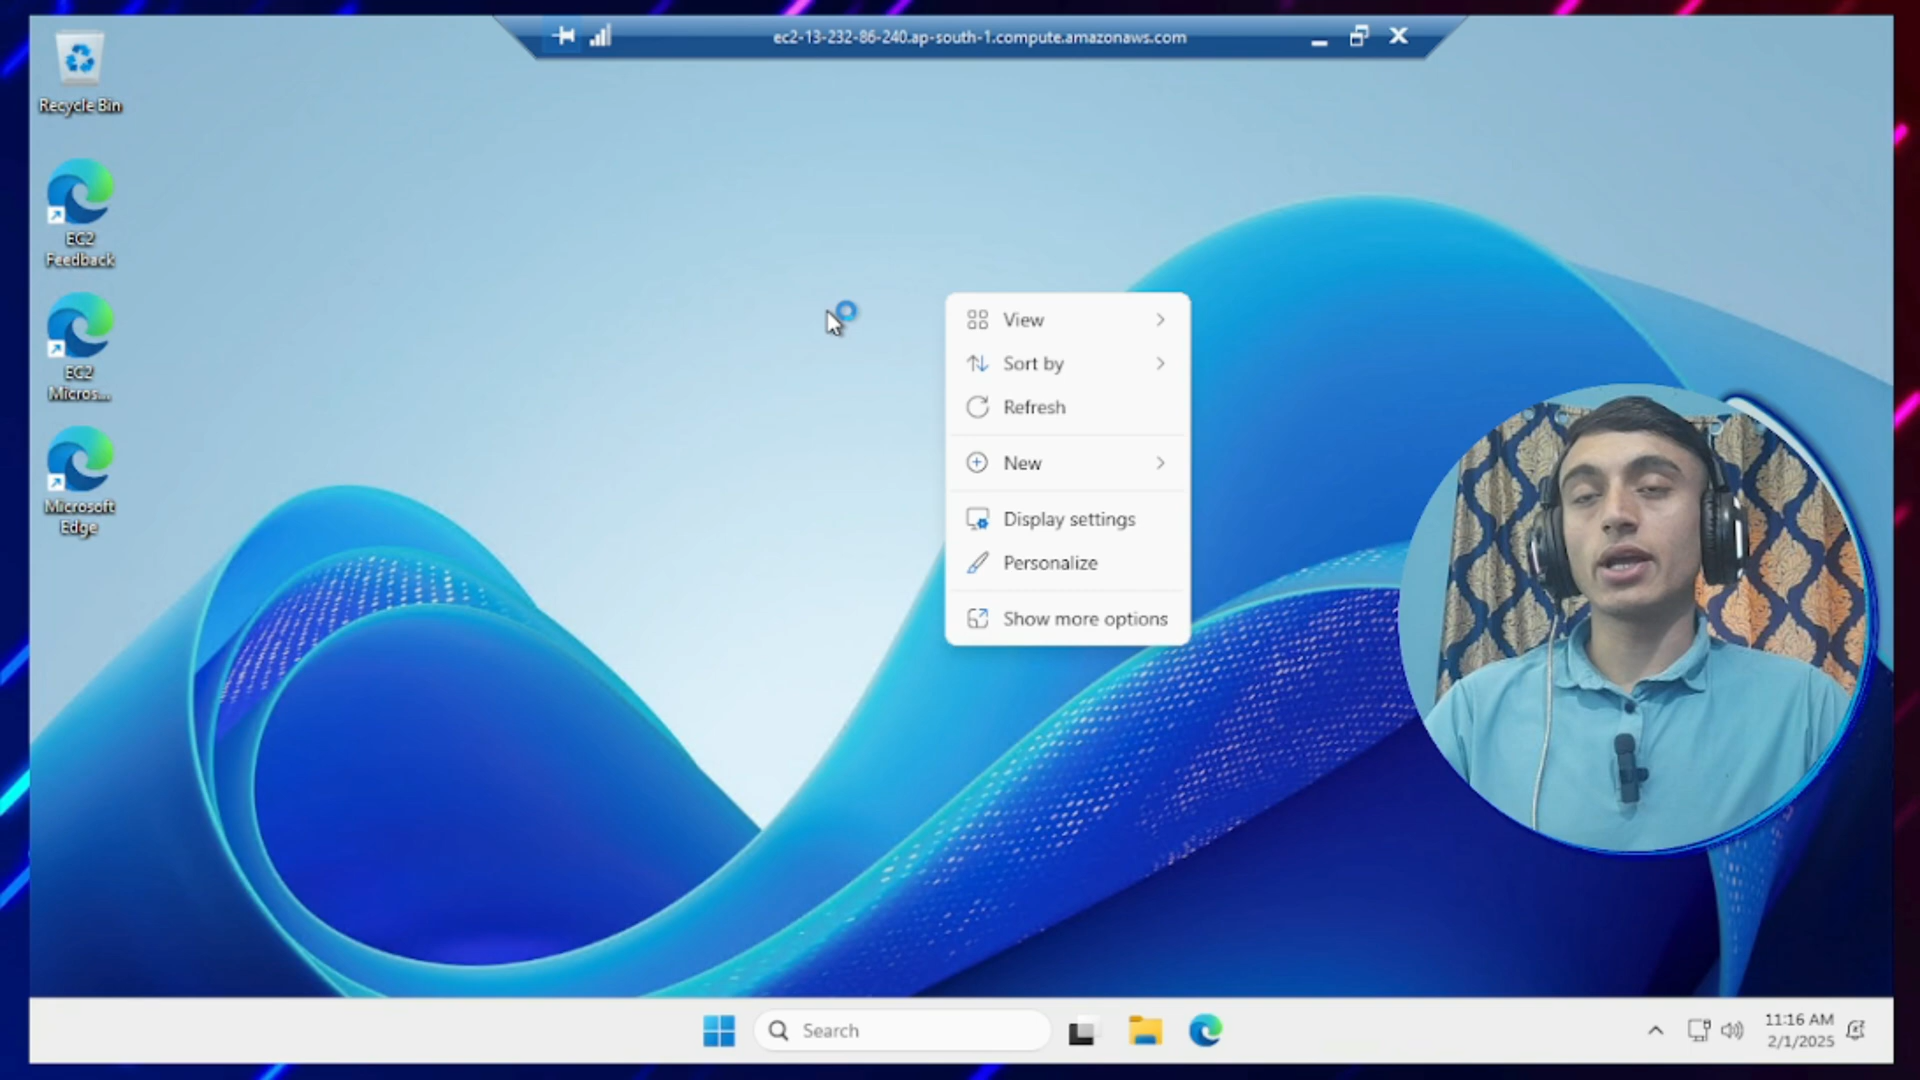 ec2-13-232-86-240.ap-south-1.compute.amazonaws.com
Recycle Bin
EC2
Feedback
EC2
Micros...
Microsoft
Edge
View
Sort by
Refresh
New
Display settings
Personalize
Show more options
Search
11:16 AM
2/1/2025